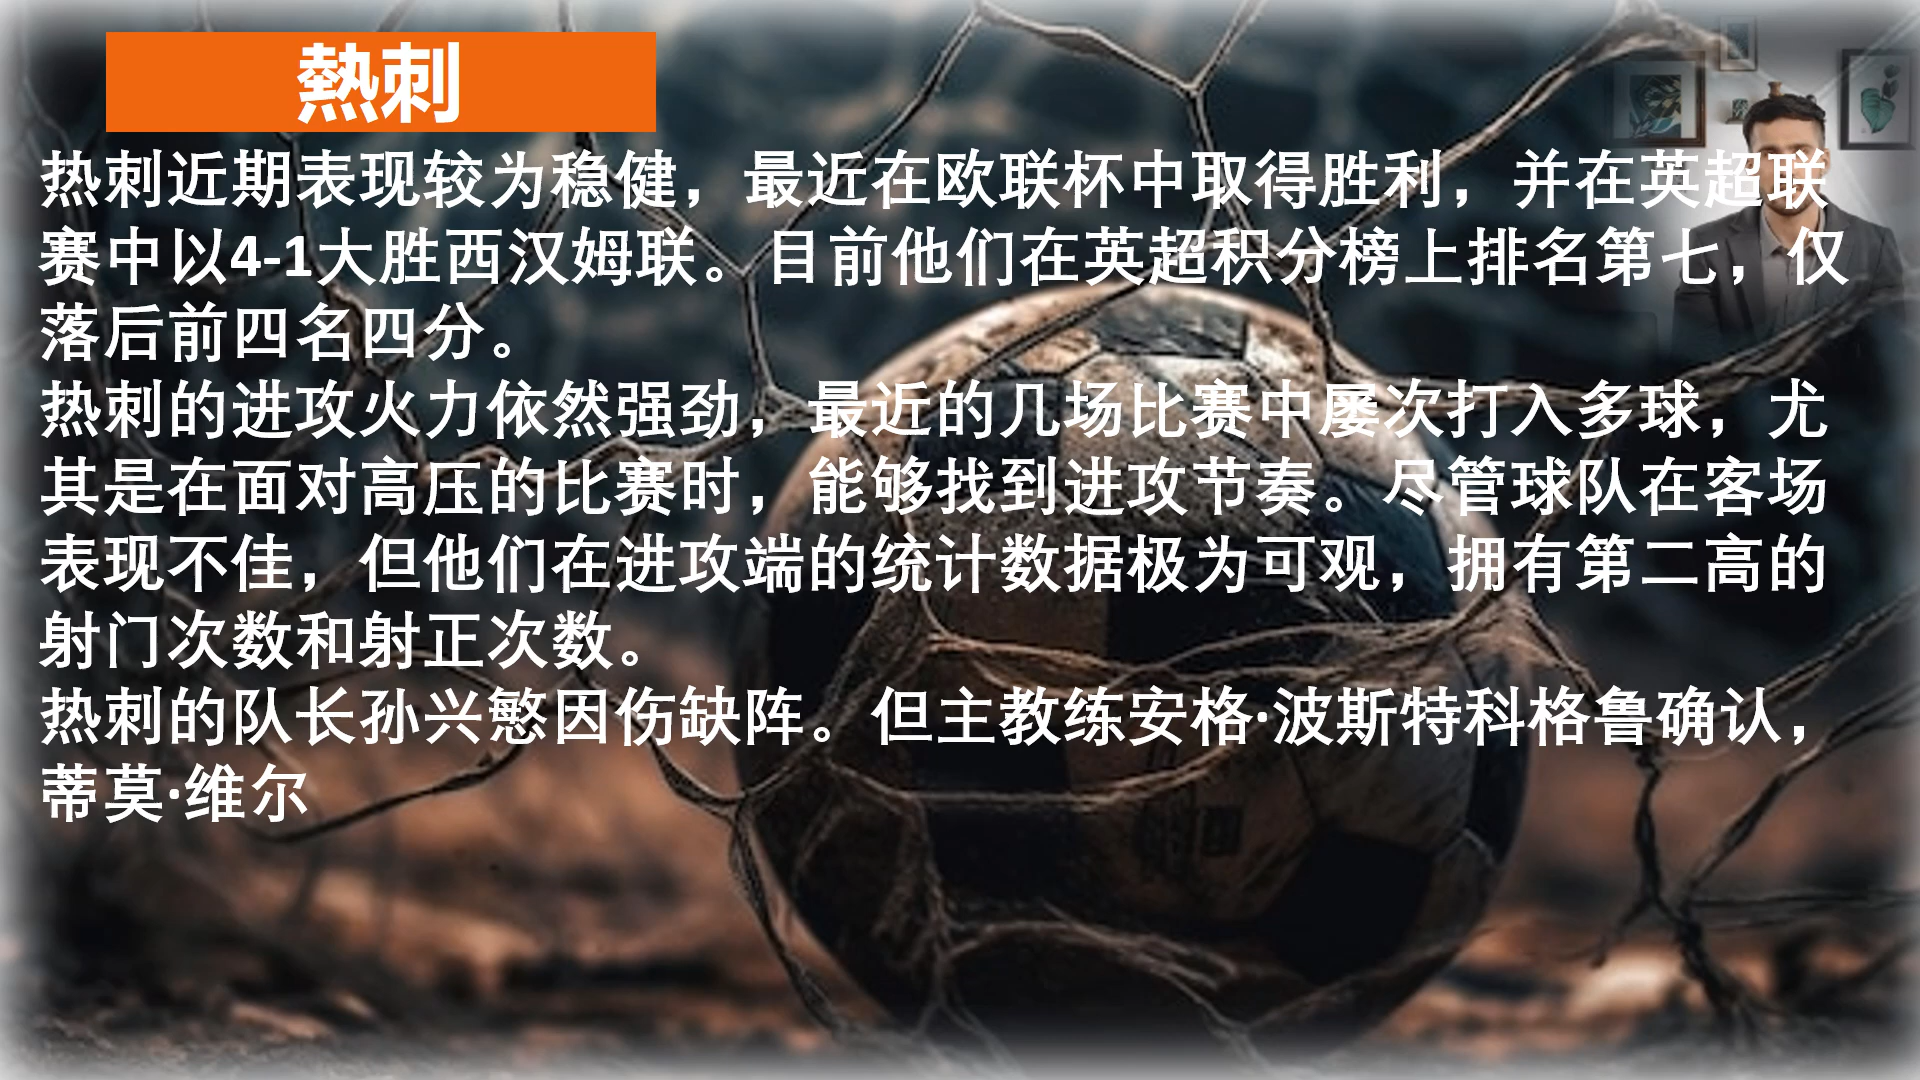 熱刺
热刺近期表现较为稳健，最近在欧联杯中取得胜利，并在英超联
赛中以4-1大胜西汉姆联。目前他们在英超积分榜上排名第七，仅
落后前四名四分。
热刺的进攻火力依然强劲，最近的几场比赛中屡次打入多球，尤
其是在面对高压的比赛时，能够找到进攻节奏。尽管球队在客场
表现不佳，但他们在进攻端的统计数据极为可观，拥有第二高的
射门次数和射正次数。
热刺的队长孙兴慜因伤缺阵。但主教练安格·波斯特科格鲁确认，
蒂莫·维尔